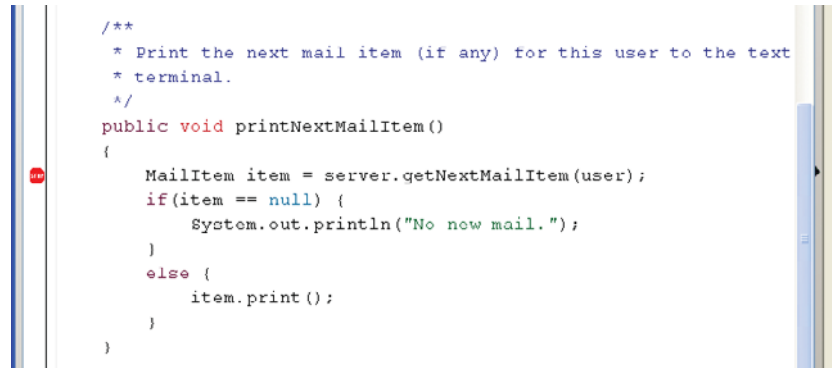 /**
 * Print the next mail item (if any) for this user to the text
 * terminal.
 */
public void printNextMailItem()
{
    MailItem item = server.getNextMailItem(user);
    if(item == null) {
        System.out.println("No new mail.");
    }
    else {
        item.print();
    }
}